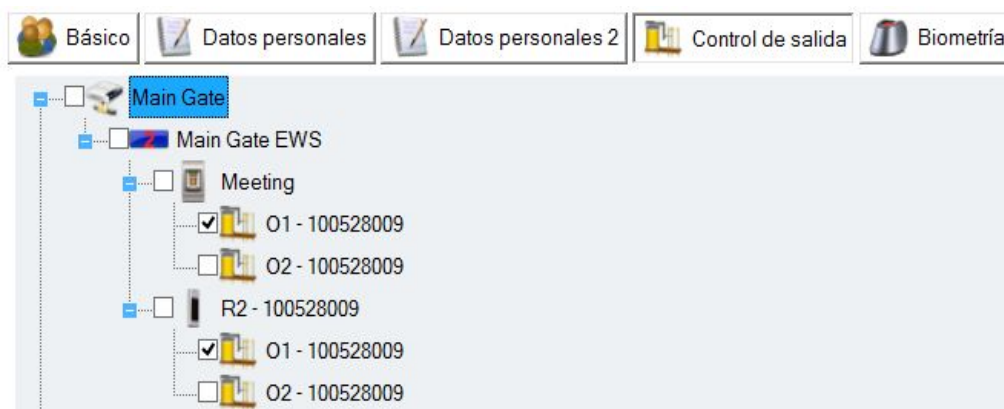 Básico Datos personales Datos personales 2 Control de salida Biometría
Main Gate
Main Gate EWS
Meeting
O1 - 100528009
O2 - 100528009
R2 - 100528009
O1 - 100528009
O2 - 100528009